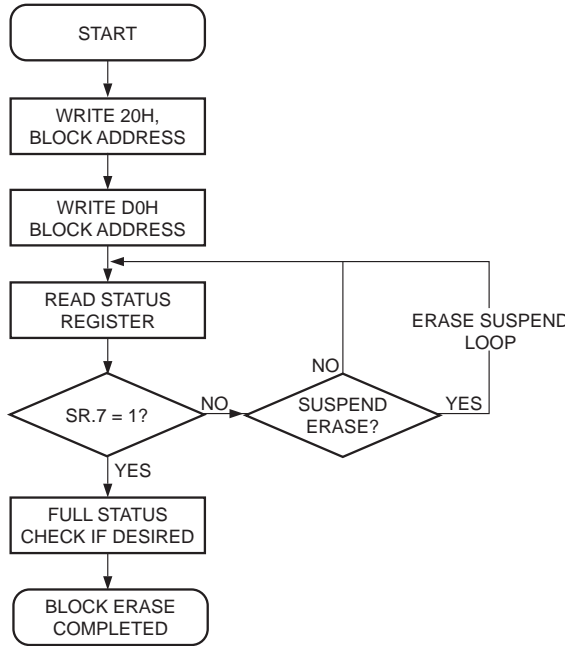 START
WRITE 20H,
BLOCK ADDRESS
WRITE D0H
BLOCK ADDRESS
READ STATUS
REGISTER
ERASE SUSPEND
LOOP
NO
SR.7 = 1?
NO
SUSPEND
ERASE?
YES
YES
FULL STATUS
CHECK IF DESIRED
BLOCK ERASE
COMPLETED